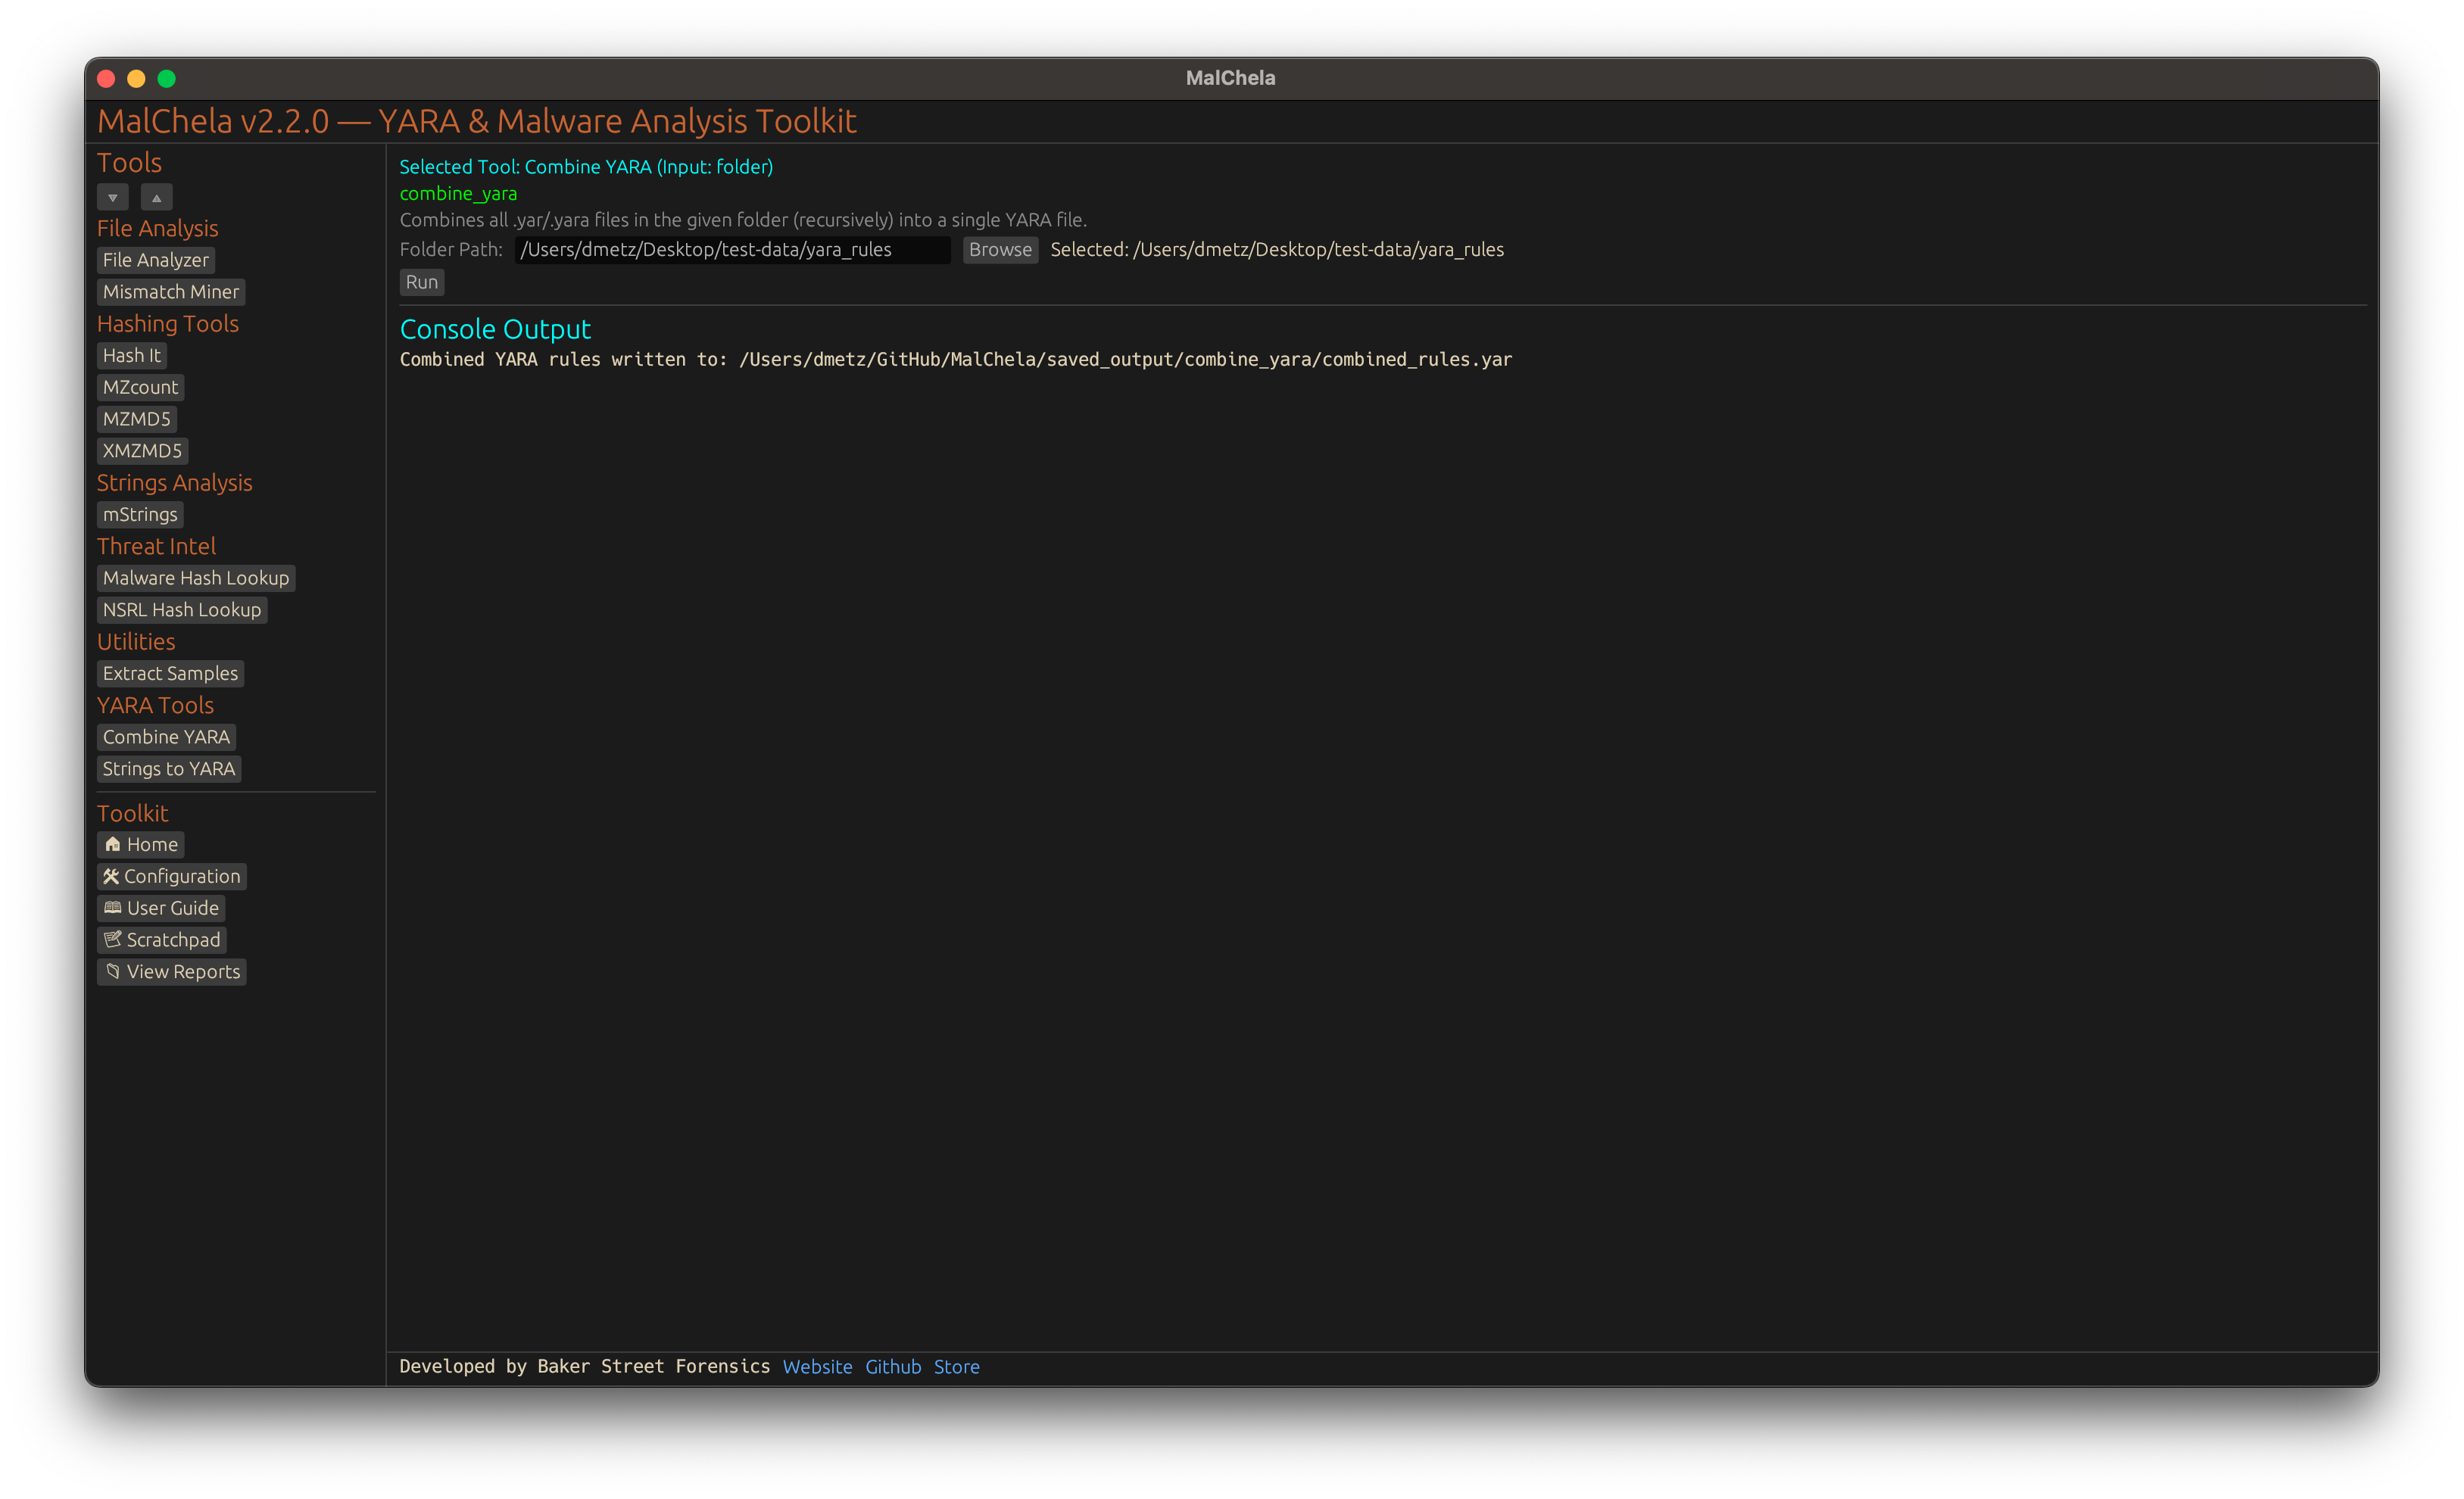 MalChela
MalChela v2.2.0 — YARA & Malware Analysis Toolkit
Tools
File Analysis
File Analyzer
Mismatch Miner
Hashing Tools
Hash It
MZcount
MZMD5
XMZMD5
Strings Analysis
mStrings
Threat Intel
Malware Hash Lookup
NSRL Hash Lookup
Utilities
Extract Samples
YARA Tools
Combine YARA
Strings to YARA
Toolkit
Home
Configuration
User Guide
Scratchpad
View Reports
Selected Tool: Combine YARA (Input: folder)
combine_yara
Combines all .yar/.yara files in the given folder (recursively) into a single YARA file.
Folder Path: /Users/dmetz/Desktop/test-data/yara_rules Browse Selected: /Users/dmetz/Desktop/test-data/yara_rules
Run
Console Output
Combined YARA rules written to: /Users/dmetz/GitHub/MalChela/saved_output/combine_yara/combined_rules.yar
Developed by Baker Street Forensics Website Github Store